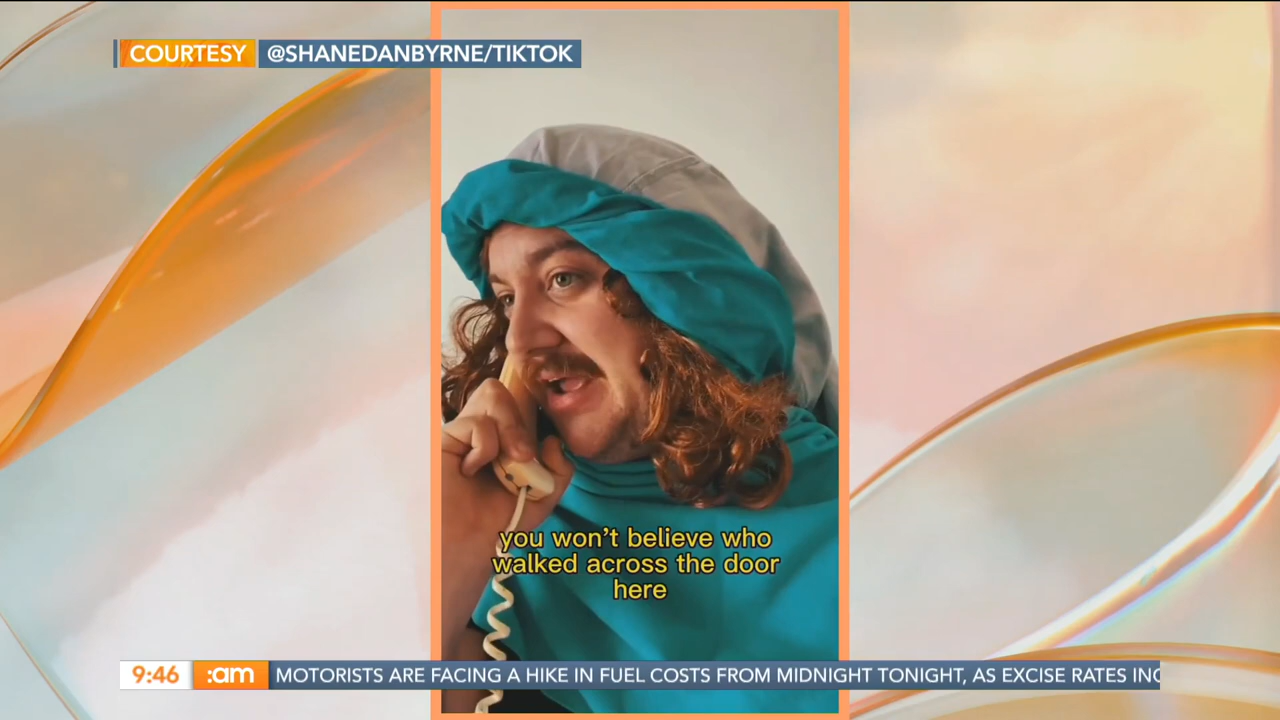 COURTESY @SHANEDANBYRNE/TIKTOK
you won't believe who
walked across the door
here
9:46 :am MOTORISTS ARE FACING A HIKE IN FUEL COSTS FROM MIDNIGHT TONIGHT, AS EXCISE RATES